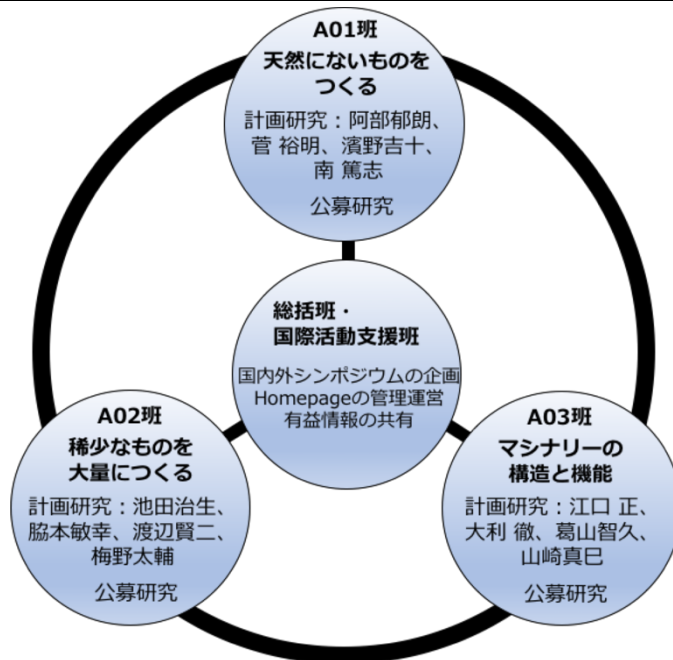 A01班
天然にないものを
つくる
計画研究：阿部郁朗、
菅 裕明、濱野吉十、
南 篤志
公募研究
総括班・
国際活動支援班
国内外シンポジウムの企画
Homepageの管理運営
有益情報の共有
A02班
稀少なものを
大量につくる
計画研究：池田治生、
脇本敏幸、渡辺賢二、
梅野太輔
公募研究
A03班
マシナリーの
構造と機能
計画研究：江口 正、
大利 徹、葛山智久、
山崎真巳
公募研究